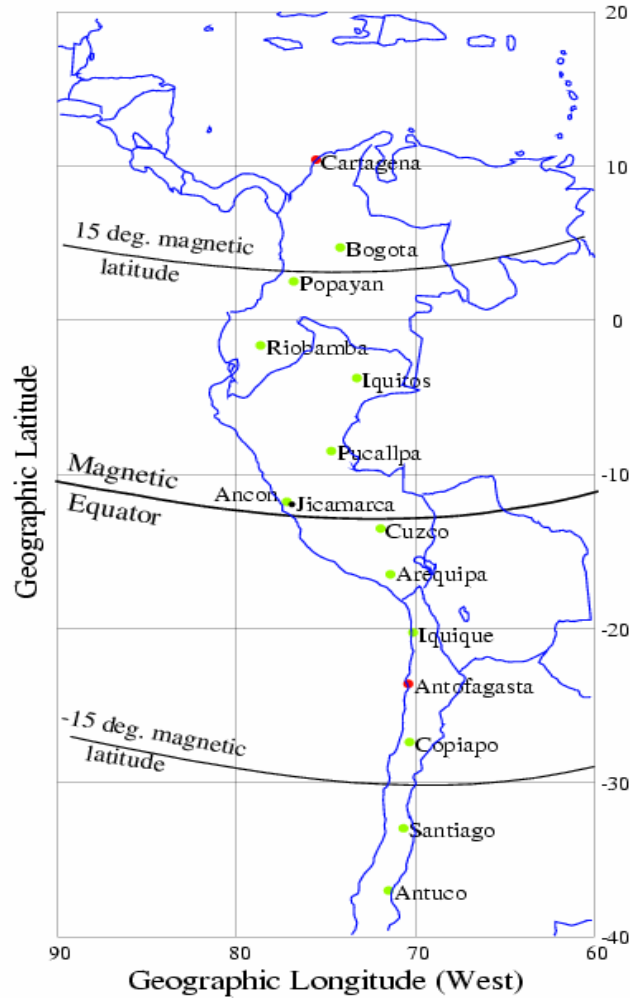 20
10
Cartagena
15 deg. magnetic
latitude
Bogota
Popayan
0
Riobamba
Iquitos
Pucallpa
Geographic Latitude
Magnetic
Equator
-10
Ancon
Jicamarca
Cuzco
Arequipa
-20
Iquique
Antofagasta
-15 deg. magnetic
latitude
Copiapo
-30
Santiago
Antuco
-40
90
80
70
60
Geographic Longitude (West)